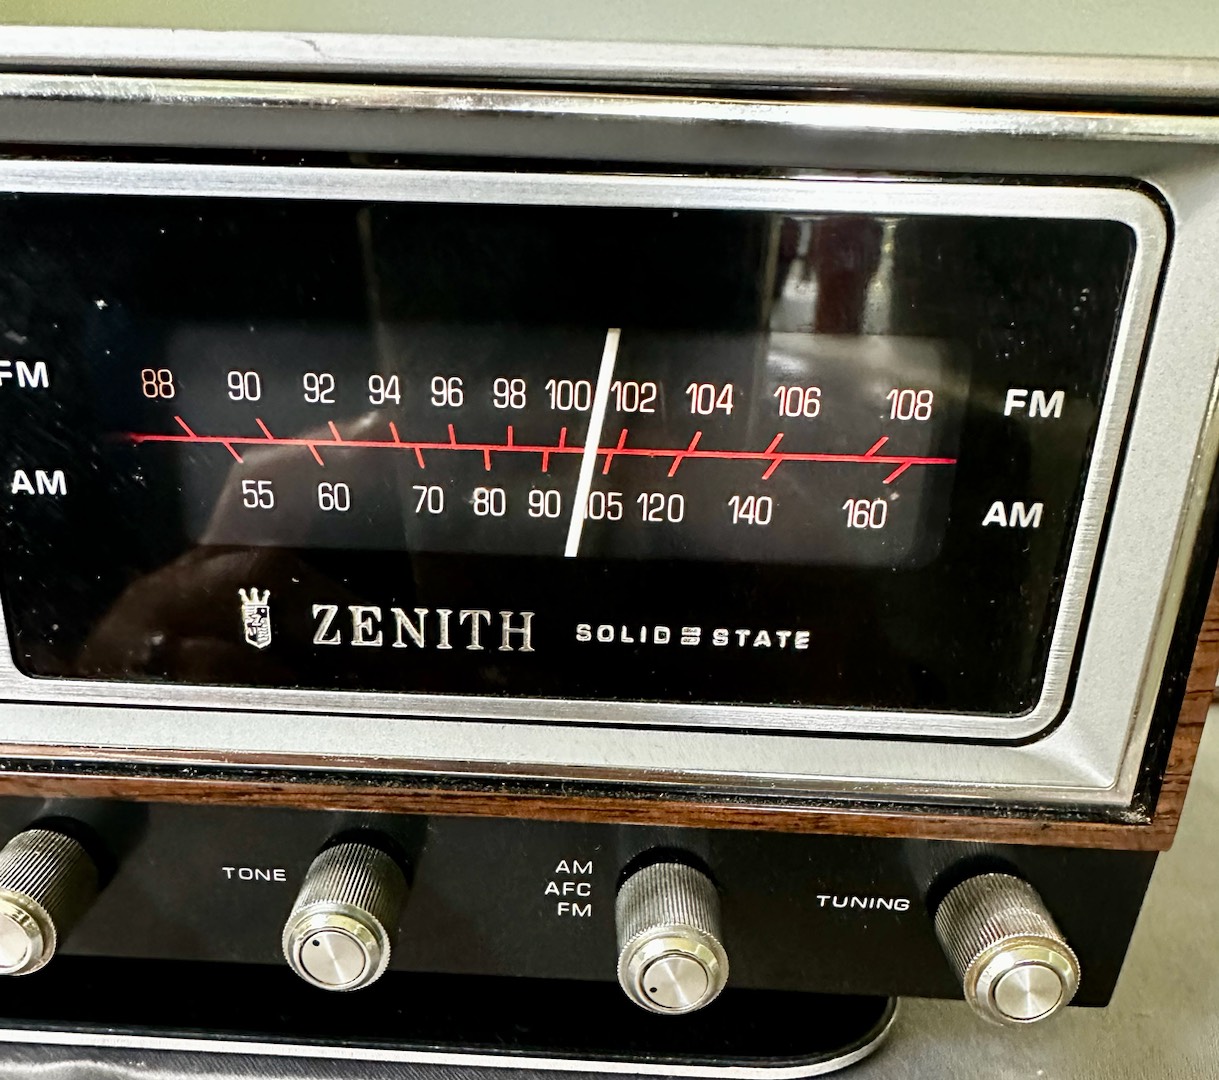 FM 88 90 92 94 96 98 100 102 104 106 108 FM
AM 55 60 70 80 90 105 120 140 160 AM
ZENITH SOLID STATE
TONE
AM
AFC
FM
TUNING